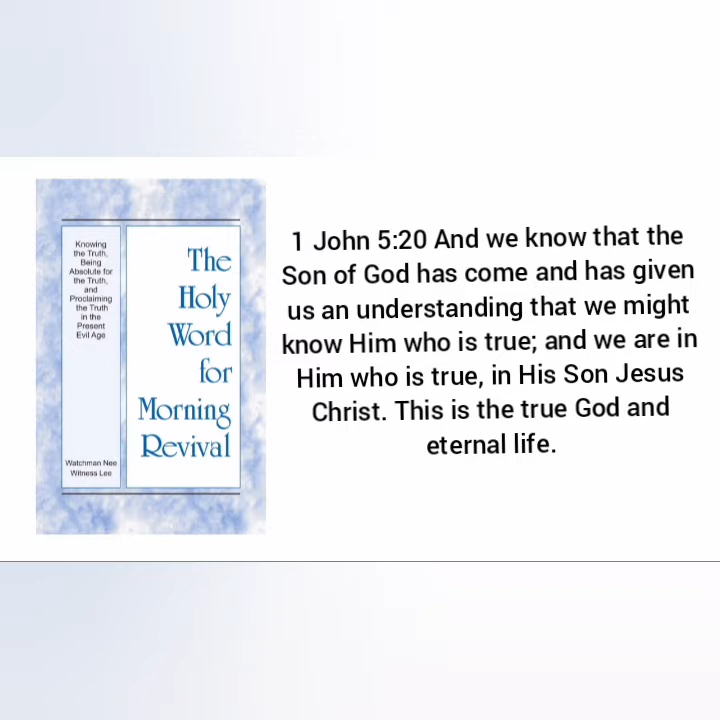 Knowing
the Truth,
Being
Absolute for
the Truth,
and
Proclaiming
the Truth
in the
Present
Evil Age
Watchman Nee
Witness Lee
The
Holy
Word
for
Morning
Revival
1 John 5:20 And we know that the
Son of God has come and has given
us an understanding that we might
know Him who is true; and we are in
Him who is true, in His Son Jesus
Christ. This is the true God and
eternal life.